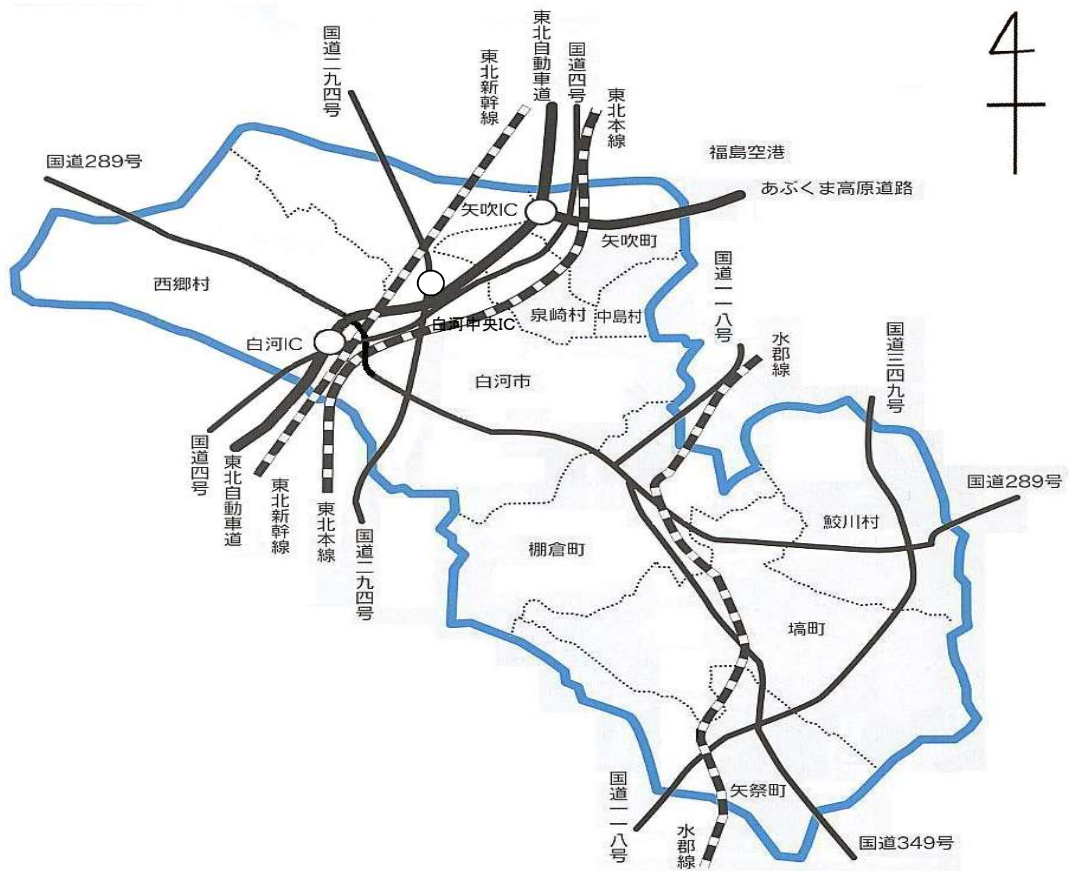 国道二九四号
東北新幹線
東北自動車道
国道四号
東北本線
国道289号
福島空港
あぶくま高原道路
矢吹IC
矢吹町
国道一一八号
西郷村
泉崎村
中島村
白河中央IC
白河IC
水郡線
国道三四九号
白河市
国道四号
東北自動車道
東北新幹線
東北本線
国道二九四号
国道289号
鮫川村
棚倉町
塙町
矢祭町
国道一一八号
水郡線
国道349号